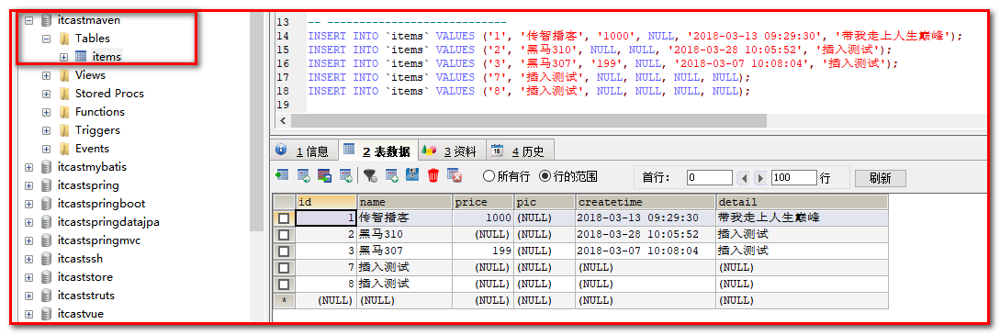 itcastmaven
Tables
items
Views
Stored Procs
Functions
Triggers
Events
itcastmybatis
itcastspring
itcastspringboot
itcastspringdatajpa
itcastspringmvc
itcastssh
itcaststore
itcaststruts
itcastvue
13 -- ----------------------------
14 INSERT INTO `items` VALUES ('1', '传智播客', '1000', NULL, '2018-03-13 09:29:30', '带我走上人生巅峰');
15 INSERT INTO `items` VALUES ('2', '黑马310', NULL, NULL, '2018-03-28 10:05:52', '插入测试');
16 INSERT INTO `items` VALUES ('3', '黑马307', '199', NULL, '2018-03-07 10:08:04', '插入测试');
17 INSERT INTO `items` VALUES ('7', '插入测试', NULL, NULL, NULL, NULL);
18 INSERT INTO `items` VALUES ('8', '插入测试', NULL, NULL, NULL, NULL);
19
1 信息 2 表数据 3 资料 4 历史
所有行 行的范围 首行: 0 100 行 刷新
id name price pic createtime detail
1 传智播客 1000 (NULL) 2018-03-13 09:29:30 带我走上人生巅峰
2 黑马310 (NULL) (NULL) 2018-03-28 10:05:52 插入测试
3 黑马307 199 (NULL) 2018-03-07 10:08:04 插入测试
7 插入测试 (NULL) (NULL) (NULL) (NULL)
8 插入测试 (NULL) (NULL) (NULL) (NULL)
* (NULL) (NULL) (NULL) (NULL) (NULL) (NULL)